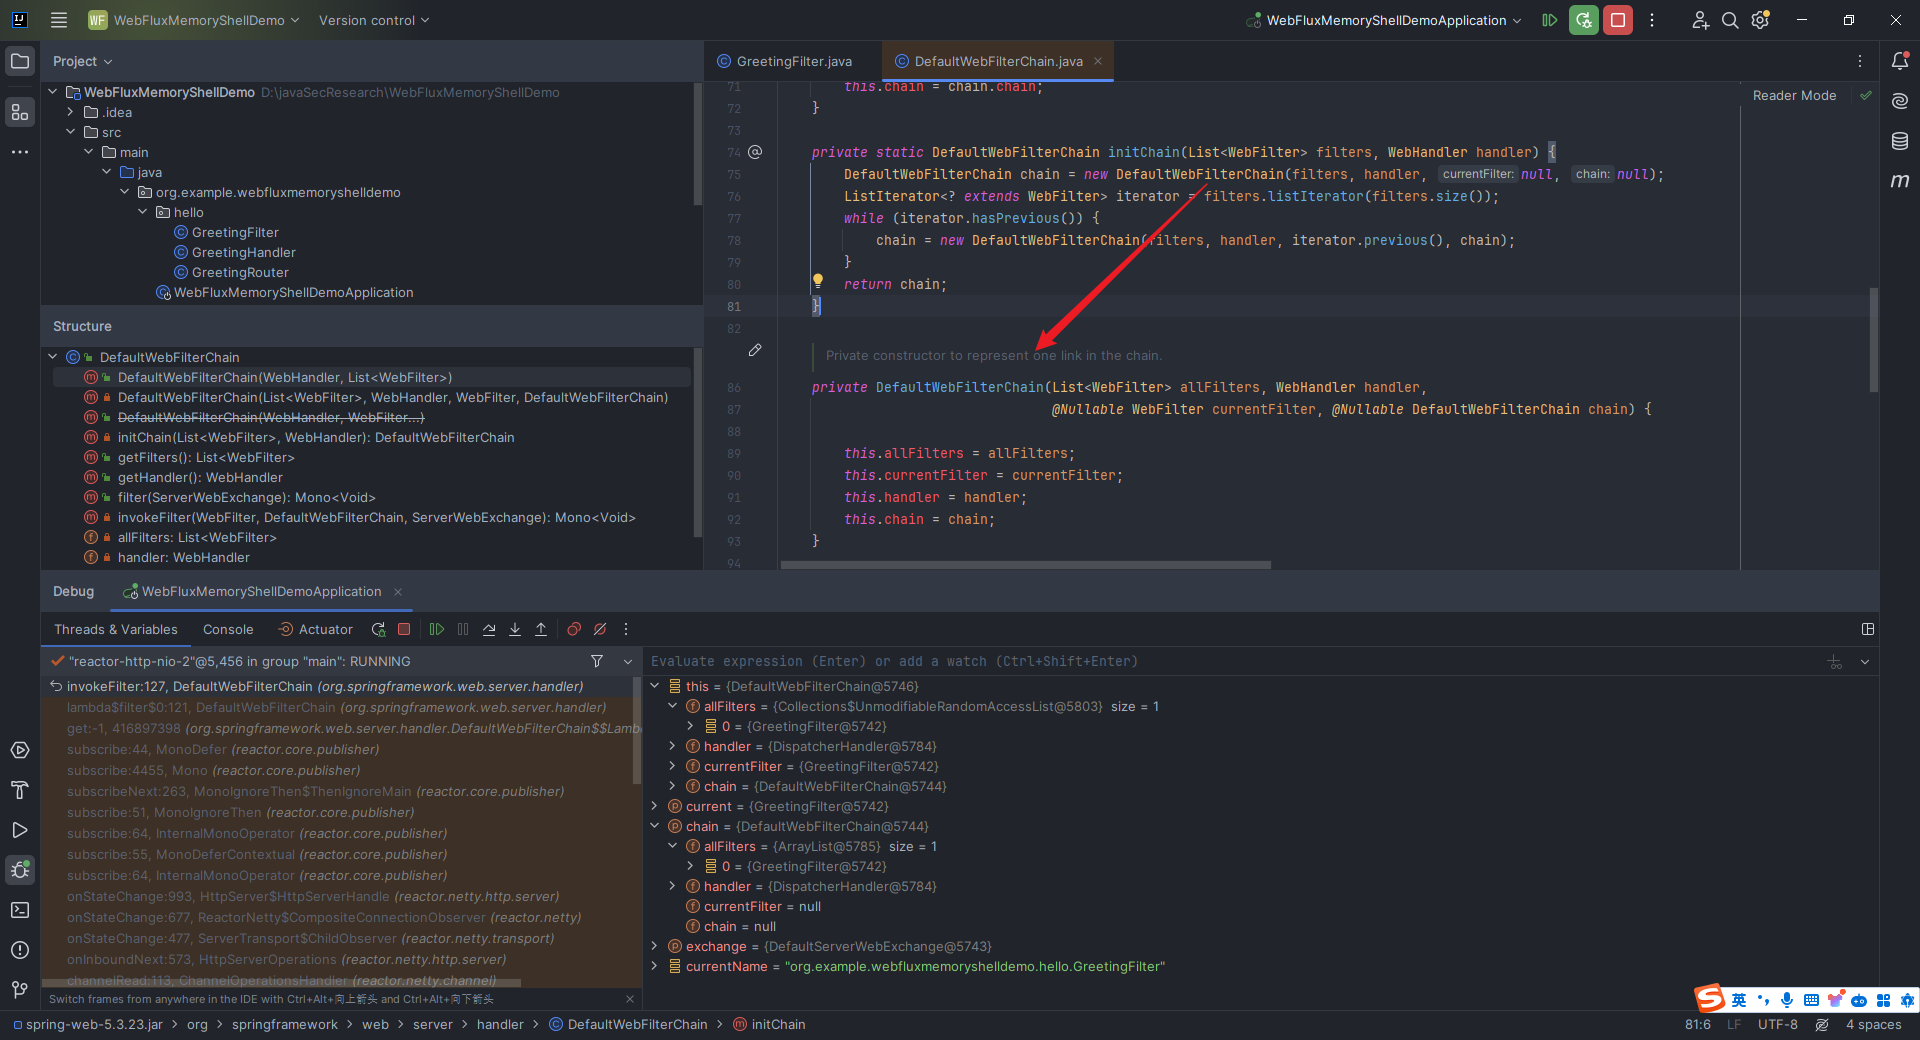 WF WebFluxMemoryShellDemo Version control WebFluxMemoryShellDemoApplication
Project
WebFluxMemoryShellDemo D:\javaSecResearch\WebFluxMemoryShellDemo
.idea
src
main
java
org.example.webfluxmemoryshelldemo
hello
GreetingFilter
GreetingHandler
GreetingRouter
WebFluxMemoryShellDemoApplication
Structure
DefaultWebFilterChain
DefaultWebFilterChain(WebHandler, List<WebFilter>)
DefaultWebFilterChain(List<WebFilter>, WebHandler, WebFilter, DefaultWebFilterChain)
DefaultWebFilterChain(WebHandler, WebFilter...)
initChain(List<WebFilter>, WebHandler): DefaultWebFilterChain
getFilters(): List<WebFilter>
getHandler(): WebHandler
filter(ServerWebExchange): Mono<Void>
invokeFilter(WebFilter, DefaultWebFilterChain, ServerWebExchange): Mono<Void>
allFilters: List<WebFilter>
handler: WebHandler
GreetingFilter.java DefaultWebFilterChain.java
Reader Mode
71 this.chain = chain.chain;
72 }
73
74 @ private static DefaultWebFilterChain initChain(List<WebFilter> filters, WebHandler handler) {
75 DefaultWebFilterChain chain = new DefaultWebFilterChain(filters, handler, currentFilter: null, chain: null);
76 ListIterator<? extends WebFilter> iterator = filters.listIterator(filters.size());
77 while (iterator.hasPrevious()) {
78 chain = new DefaultWebFilterChain(filters, handler, iterator.previous(), chain);
79 }
80 return chain;
81 }
82
Private constructor to represent one link in the chain.
86 private DefaultWebFilterChain(List<WebFilter> allFilters, WebHandler handler,
87 @Nullable WebFilter currentFilter, @Nullable DefaultWebFilterChain chain) {
88
89 this.allFilters = allFilters;
90 this.currentFilter = currentFilter;
91 this.handler = handler;
92 this.chain = chain;
93 }
94
Debug WebFluxMemoryShellDemoApplication
Threads & Variables Console Actuator
"reactor-http-nio-2"@5,456 in group "main": RUNNING
invokeFilter:127, DefaultWebFilterChain (org.springframework.web.server.handler)
lambda$filter$0:121, DefaultWebFilterChain (org.springframework.web.server.handler)
get:-1, 416897398 (org.springframework.web.server.handler.DefaultWebFilterChain$$Lamb
subscribe:44, MonoDefer (reactor.core.publisher)
subscribe:4455, Mono (reactor.core.publisher)
subscribeNext:263, MonoIgnoreThen$ThenIgnoreMain (reactor.core.publisher)
subscribe:51, MonoIgnoreThen (reactor.core.publisher)
subscribe:64, InternalMonoOperator (reactor.core.publisher)
subscribe:55, MonoDeferContextual (reactor.core.publisher)
subscribe:64, InternalMonoOperator (reactor.core.publisher)
onStateChange:993, HttpServer$HttpServerHandle (reactor.netty.http.server)
onStateChange:677, ReactorNetty$CompositeConnectionObserver (reactor.netty)
onStateChange:477, ServerTransport$ChildObserver (reactor.netty.transport)
onInboundNext:573, HttpServerOperations (reactor.netty.http.server)
channelRead:113, ChannelOperationsHandler (reactor.netty.channel)
Switch frames from anywhere in the IDE with Ctrl+Alt+向上箭头 and Ctrl+Alt+向下箭头
Evaluate expression (Enter) or add a watch (Ctrl+Shift+Enter)
this = {DefaultWebFilterChain@5746}
allFilters = {Collections$UnmodifiableRandomAccessList@5803} size = 1
0 = {GreetingFilter@5742}
handler = {DispatcherHandler@5784}
currentFilter = {GreetingFilter@5742}
chain = {DefaultWebFilterChain@5744}
current = {GreetingFilter@5742}
chain = {DefaultWebFilterChain@5744}
allFilters = {ArrayList@5785} size = 1
0 = {GreetingFilter@5742}
handler = {DispatcherHandler@5784}
currentFilter = null
chain = null
exchange = {DefaultServerWebExchange@5743}
currentName = "org.example.webfluxmemoryshelldemo.hello.GreetingFilter"
英
spring-web-5.3.23.jar > org > springframework > web > server > handler > DefaultWebFilterChain > initChain
81:6 LF UTF-8 4 spaces